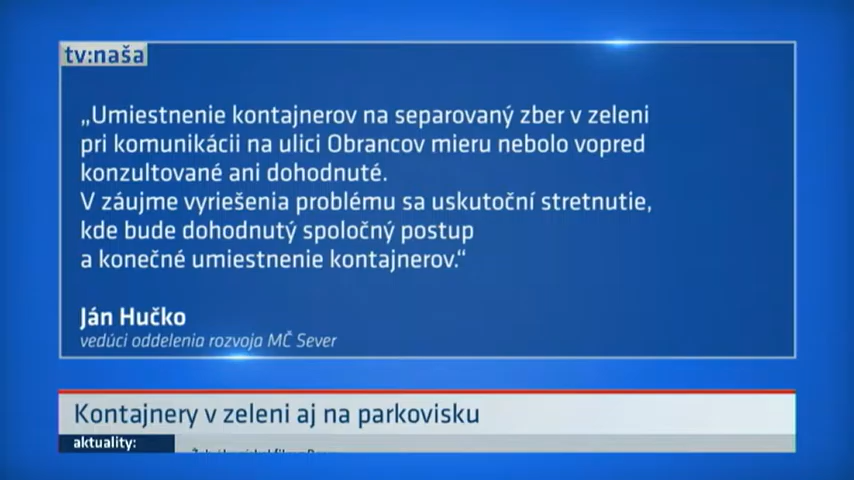 tv:naša
„Umiestnenie kontajnerov na separovaný zber v zeleni
pri komunikácii na ulici Obrancov mieru nebolo vopred
konzultované ani dohodnuté.
V záujme vyriešenia problému sa uskutoční stretnutie,
kde bude dohodnutý spoločný postup
a konečné umiestnenie kontajnerov.“
Ján Hučko
vedúci oddelenia rozvoja MČ Sever
Kontajnery v zeleni aj na parkovisku
aktuality: